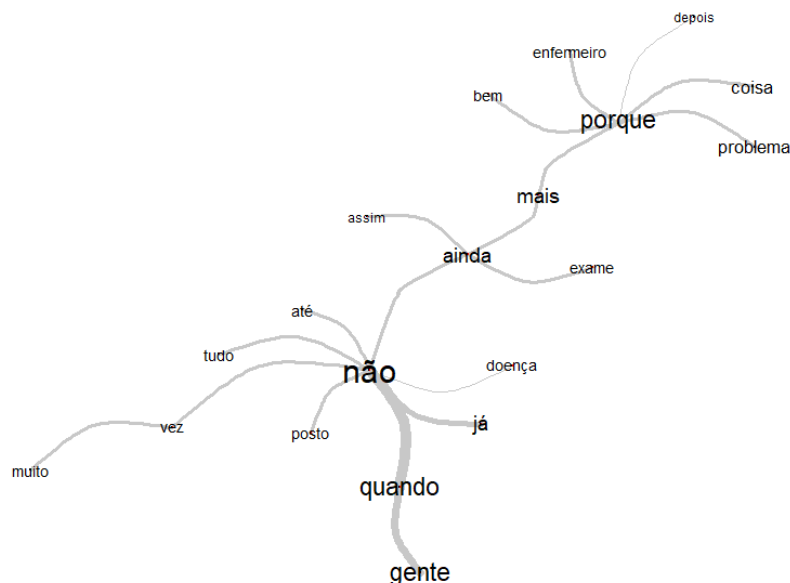 depois
enfermeiro
coisa
bem
porque
problema
mais
assim
ainda
exame
até
tudo
doença
não
vez
posto
já
muito
quando
gente